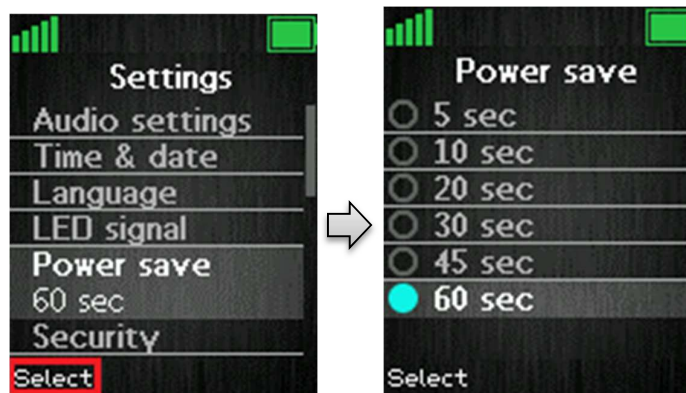 Settings
Audio settings
Time & date
Language
LED signal
Power save
60 sec
Security
Select
Power save
5 sec
10 sec
20 sec
30 sec
45 sec
60 sec
Select